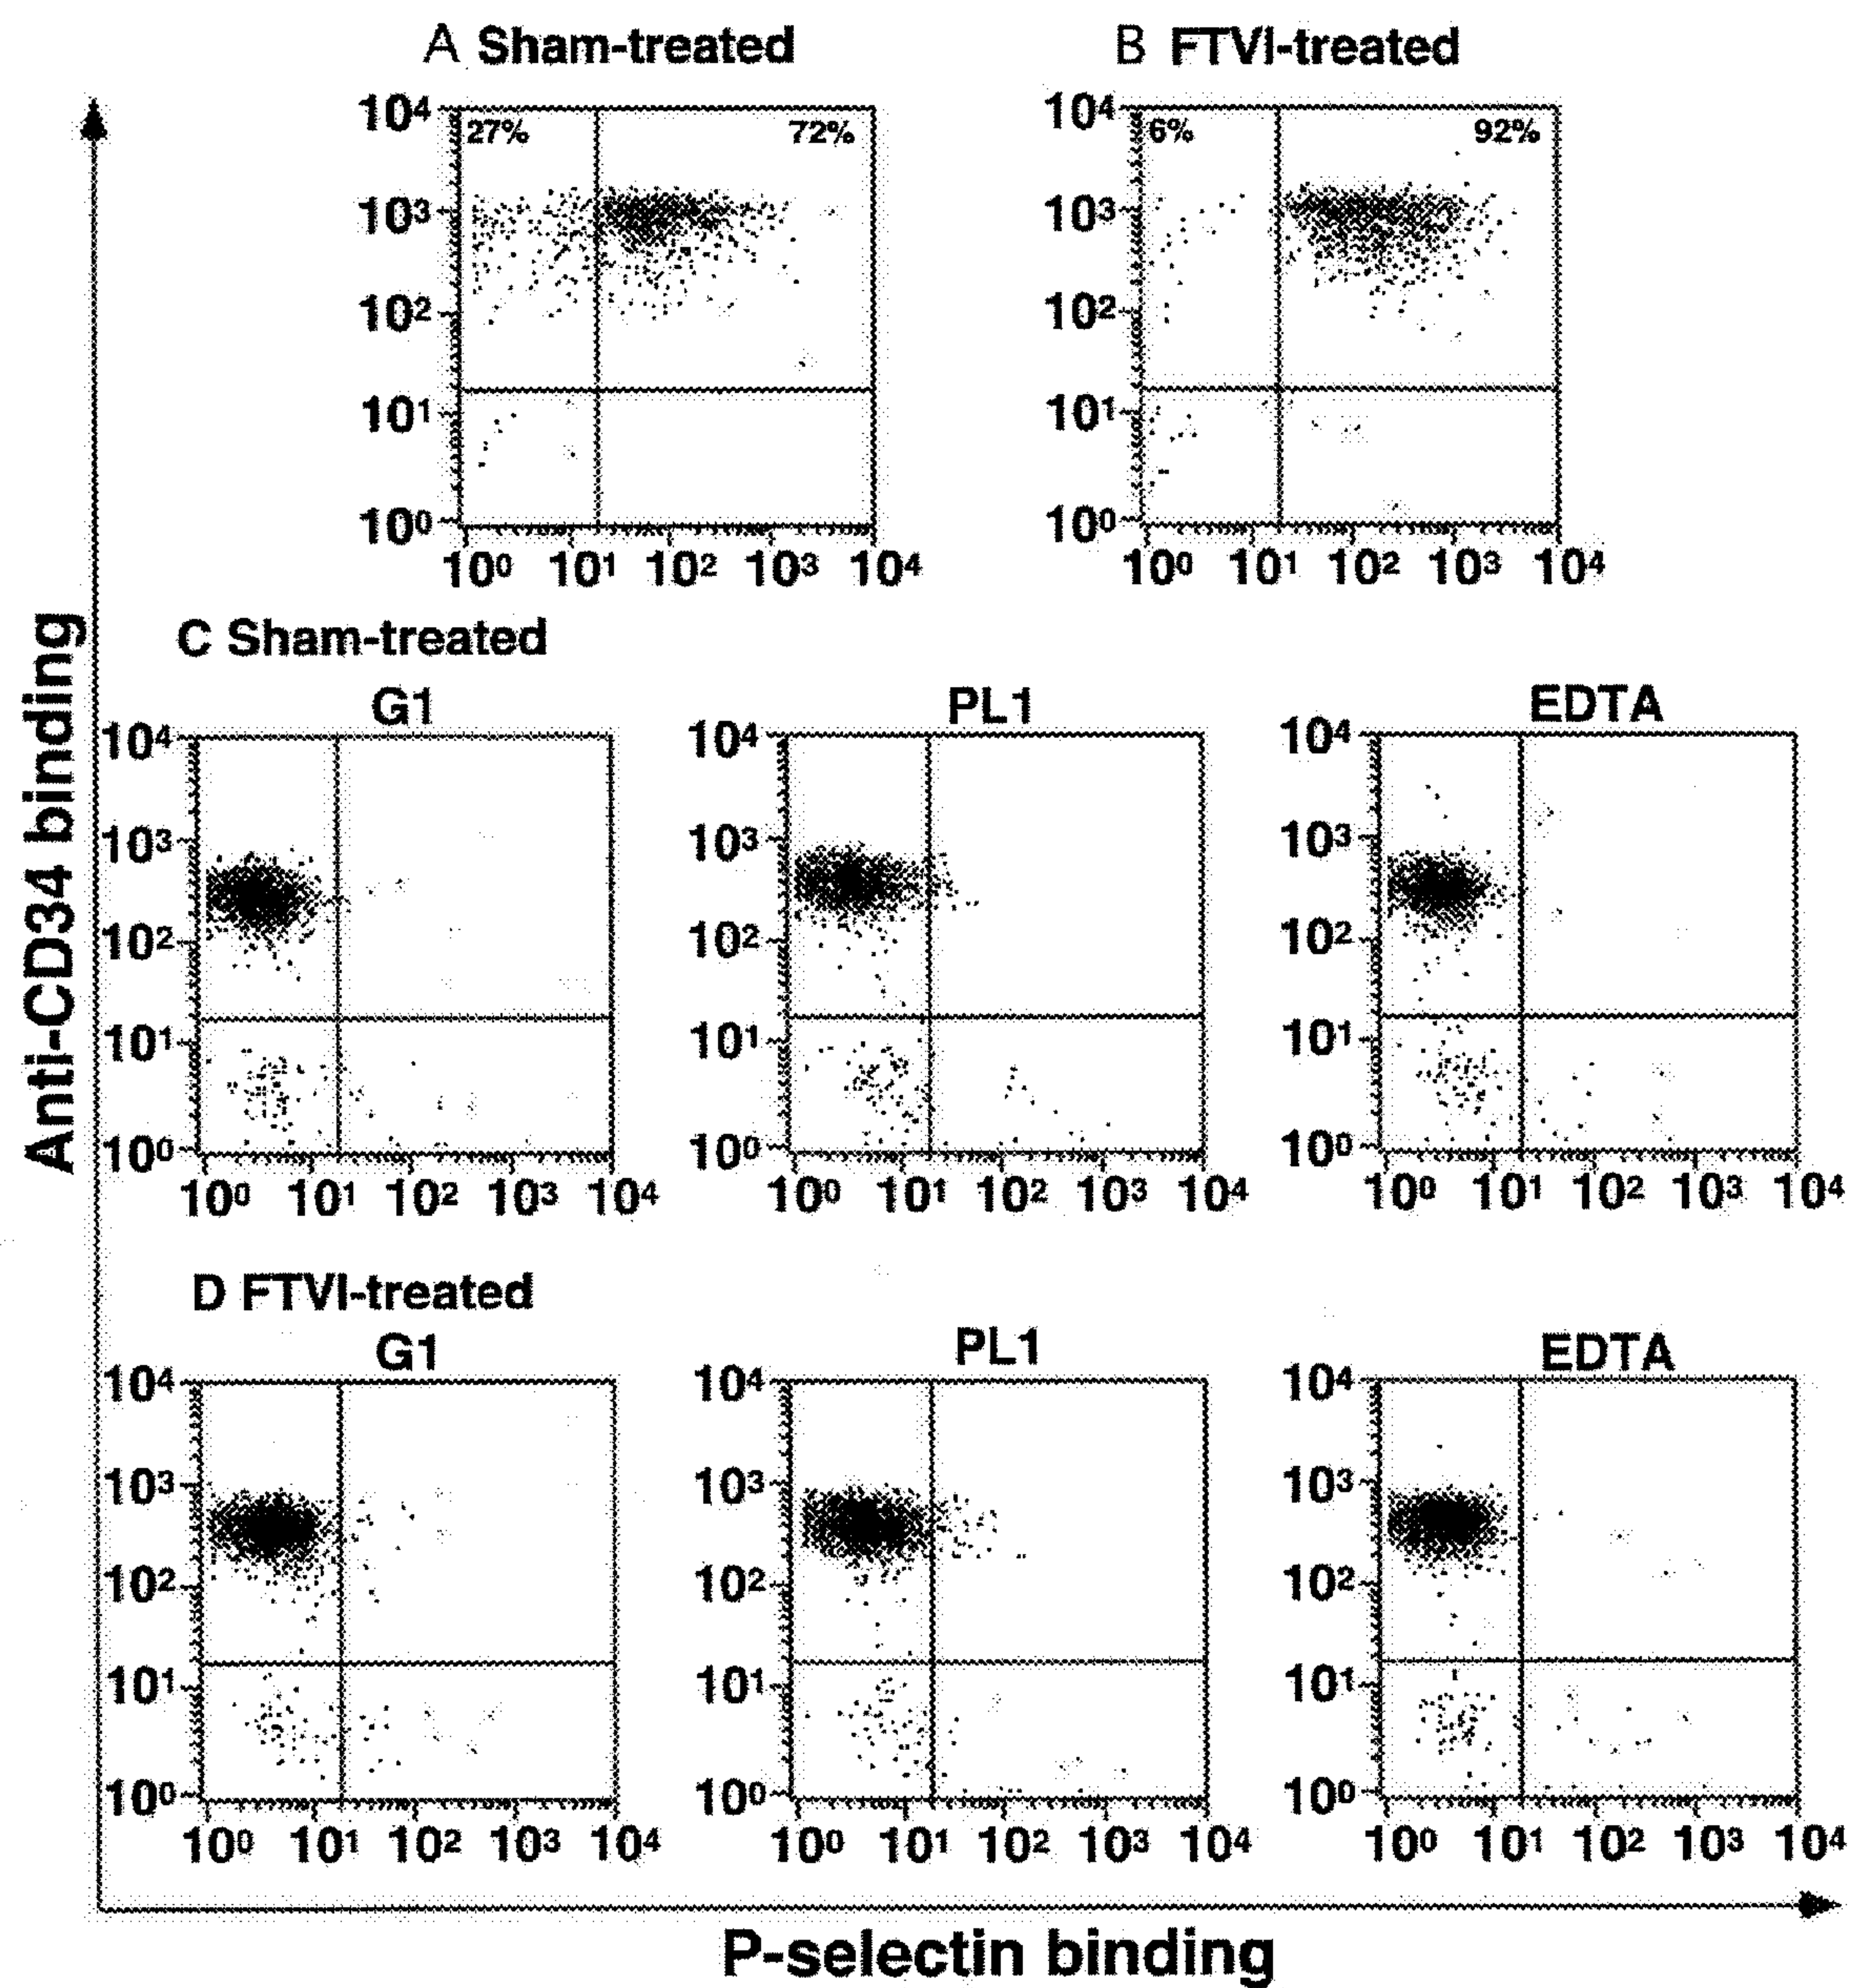 A Sham-treated
B FTVI-treated
10⁴
27%
72%
10³
10²
10¹
10⁰
10⁰ 10¹ 10² 10³ 10⁴
10⁴
6%
92%
10³
10²
10¹
10⁰
10⁰ 10¹ 10² 10³ 10⁴
Anti-CD34 binding
C Sham-treated
G1
10⁴
10³
10²
10¹
10⁰
10⁰ 10¹ 10² 10³ 10⁴
PL1
10⁴
10³
10²
10¹
10⁰
10⁰ 10¹ 10² 10³ 10⁴
EDTA
10⁴
10³
10²
10¹
10⁰
10⁰ 10¹ 10² 10³ 10⁴
D FTVI-treated
G1
10⁴
10³
10²
10¹
10⁰
10⁰ 10¹ 10² 10³ 10⁴
PL1
10⁴
10³
10²
10¹
10⁰
10⁰ 10¹ 10² 10³ 10⁴
EDTA
10⁴
10³
10²
10¹
10⁰
10⁰ 10¹ 10² 10³ 10⁴
P-selectin binding